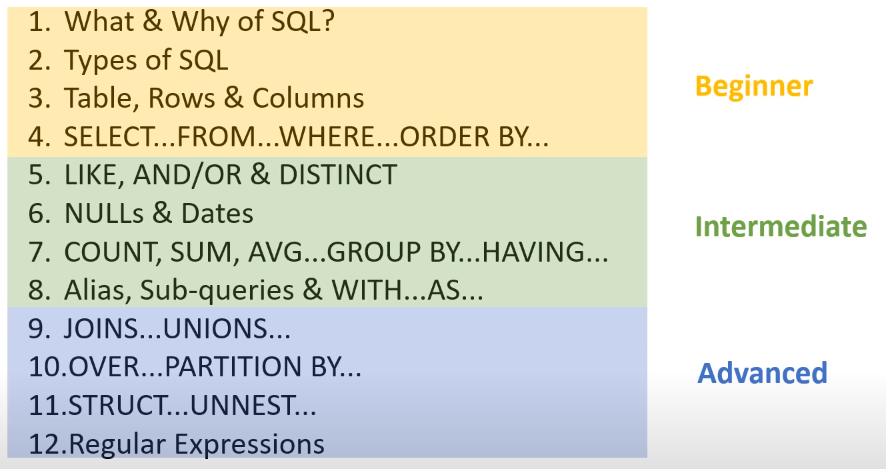 1. What & Why of SQL?
2. Types of SQL
3. Table, Rows & Columns
4. SELECT...FROM...WHERE...ORDER BY...
Beginner
5. LIKE, AND/OR & DISTINCT
6. NULLs & Dates
7. COUNT, SUM, AVG...GROUP BY...HAVING...
8. Alias, Sub-queries & WITH...AS...
Intermediate
9. JOINS...UNIONS...
10.OVER...PARTITION BY...
11.STRUCT...UNNEST...
12.Regular Expressions
Advanced